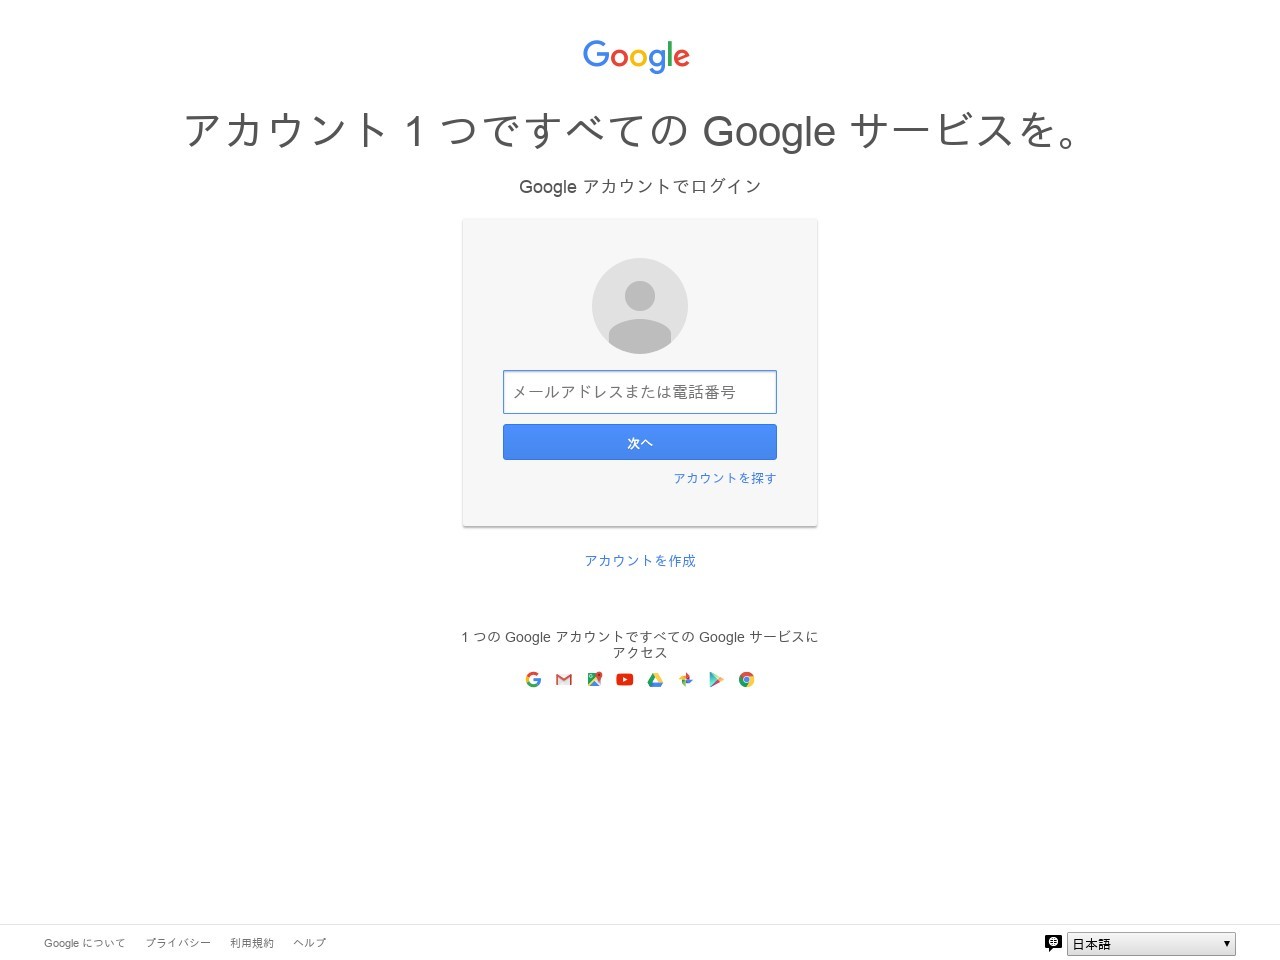 Google
アカウント 1 つですべての Google サービスを。
Google アカウントでログイン
メールアドレスまたは電話番号
次へ
アカウントを探す
アカウントを作成
1 つの Google アカウントですべての Google サービスに
アクセス
Google について プライバシー 利用規約 ヘルプ 日本語